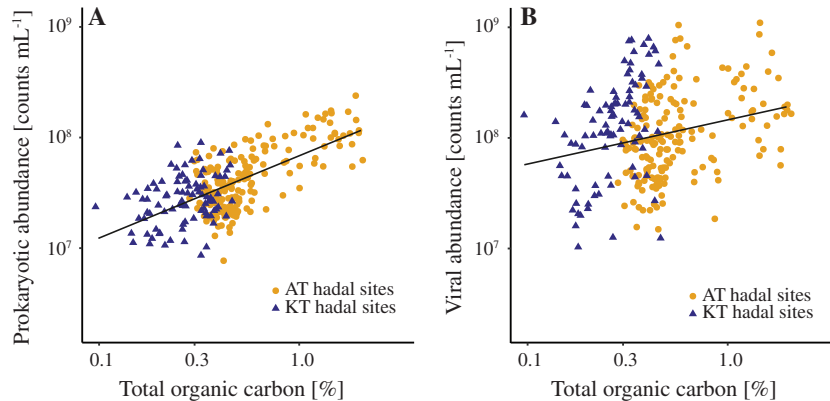 A
Prokaryotic abundance [counts mL⁻¹]
10⁹
10⁸
10⁷
AT hadal sites
KT hadal sites
0.1 0.3 1.0
Total organic carbon [%]
B
Viral abundance [counts mL⁻¹]
10⁹
10⁸
10⁷
AT hadal sites
KT hadal sites
0.1 0.3 1.0
Total organic carbon [%]